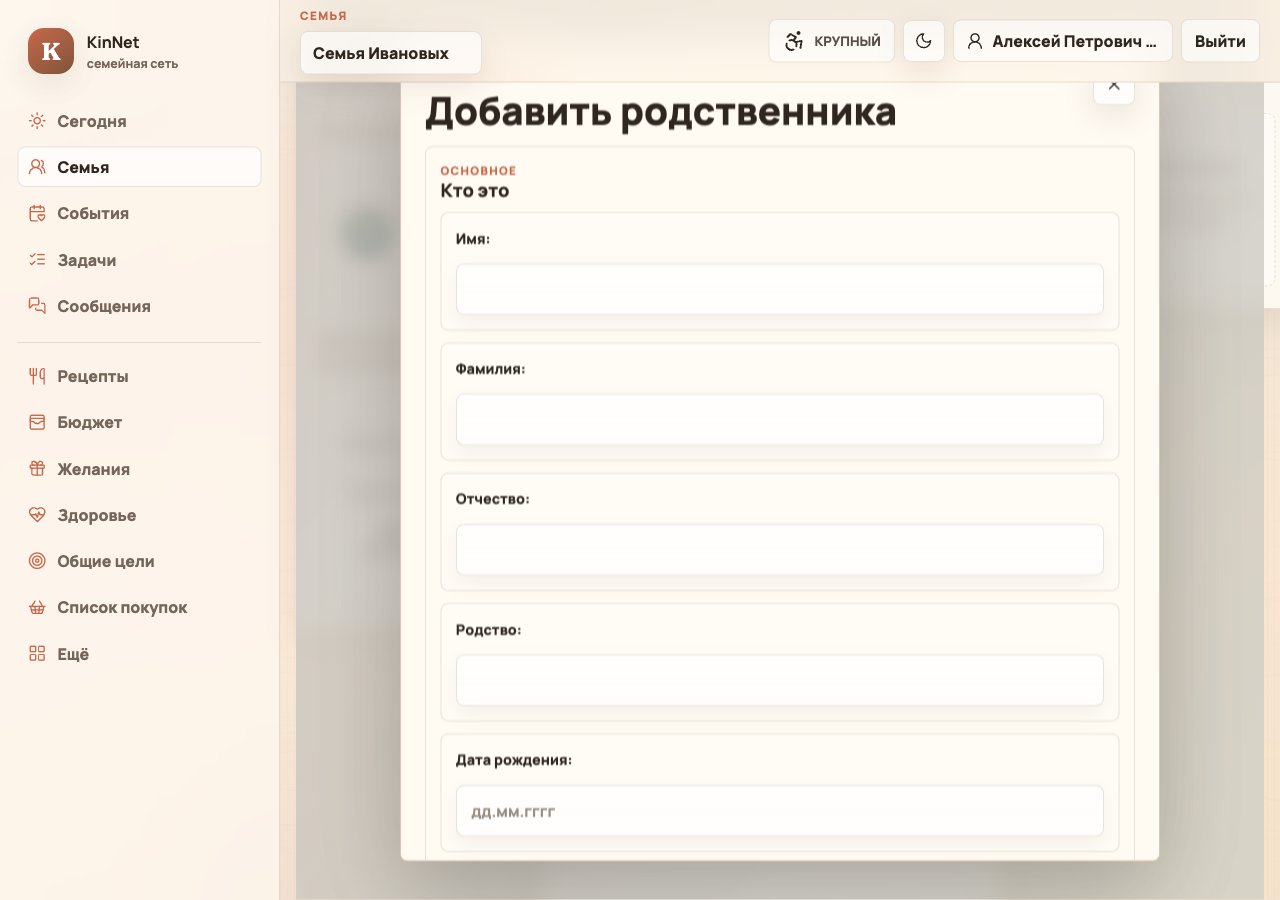 K
KinNet
семейная сеть
Сегодня
Семья
События
Задачи
Сообщения
Рецепты
Бюджет
Желания
Здоровье
Общие цели
Список покупок
Ещё
СЕМЬЯ
Семья Ивановых
КРУПНЫЙ
Алексей Петрович ...
Выйти
Добавить родственника
ОСНОВНОЕ
Кто это
Имя:
Фамилия:
Отчество:
Родство:
Дата рождения:
дд.мм.гггг